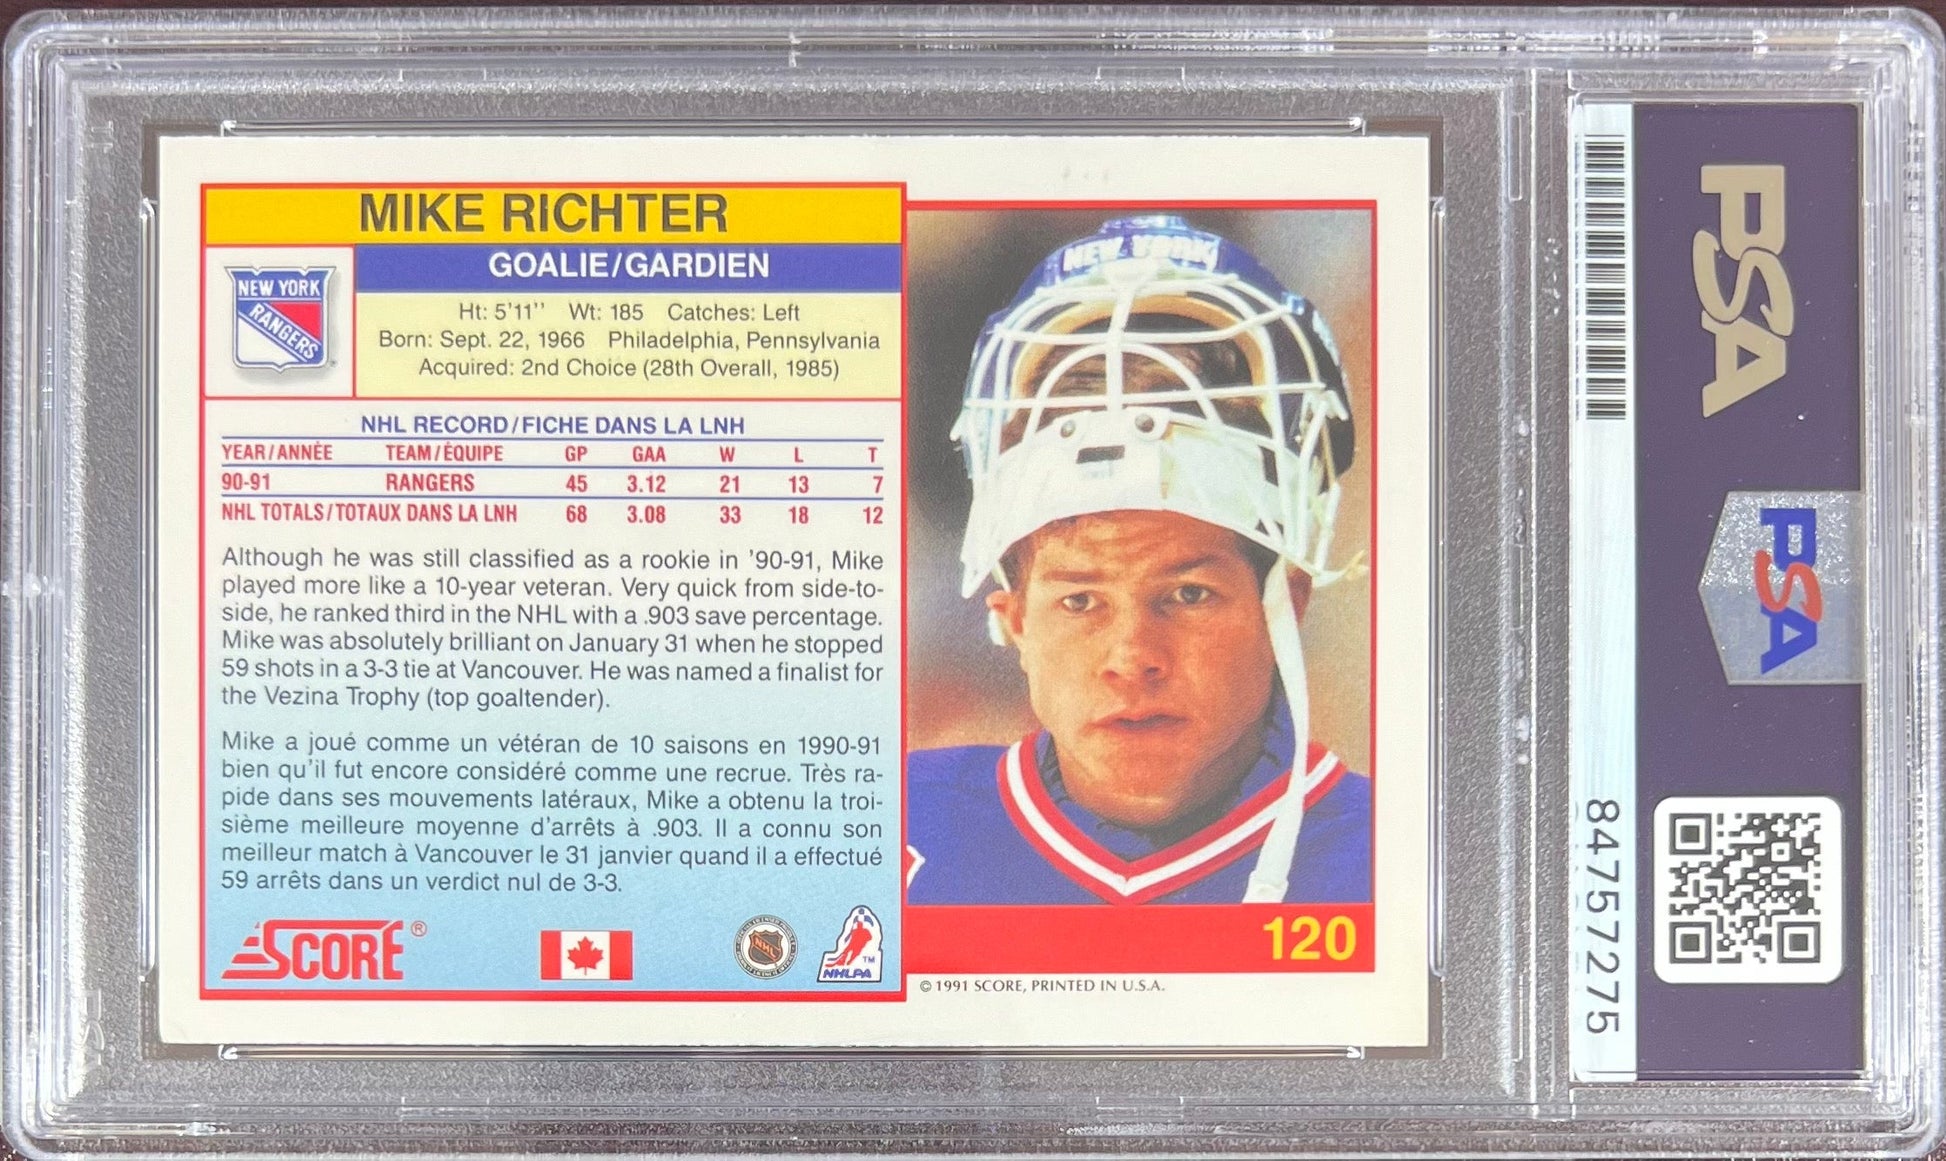 MIKE RICHTER
NEW YORK
RANGERS
GOALIE/GARDIEN
Ht: 5'11'' Wt: 185 Catches: Left
Born: Sept. 22, 1966 Philadelphia, Pennsylvania
Acquired: 2nd Choice (28th Overall, 1985)
NHL RECORD/FICHE DANS LA LNH
YEAR/ANNÉE TEAM/ÉQUIPE GP GAA W L T
90-91 RANGERS 45 3.12 21 13 7
NHL TOTALS/TOTAUX DANS LA LNH 68 3.08 33 18 12
Although he was still classified as a rookie in '90-91, Mike
played more like a 10-year veteran. Very quick from side-to-
side, he ranked third in the NHL with a .903 save percentage.
Mike was absolutely brilliant on January 31 when he stopped
59 shots in a 3-3 tie at Vancouver. He was named a finalist for
the Vezina Trophy (top goaltender).
Mike a joué comme un vétéran de 10 saisons en 1990-91
bien qu'il fut encore considéré comme une recrue. Très ra-
pide dans ses mouvements latéraux, Mike a obtenu la troi-
sième meilleure moyenne d'arrêts à .903. Il a connu son
meilleur match à Vancouver le 31 janvier quand il a effectué
59 arrêts dans un verdict nul de 3-3.
SCORE®
NHL
NHLPA TM
NEW YORK
120
© 1991 SCORE, PRINTED IN U.S.A.
PSA
PSA
84757275